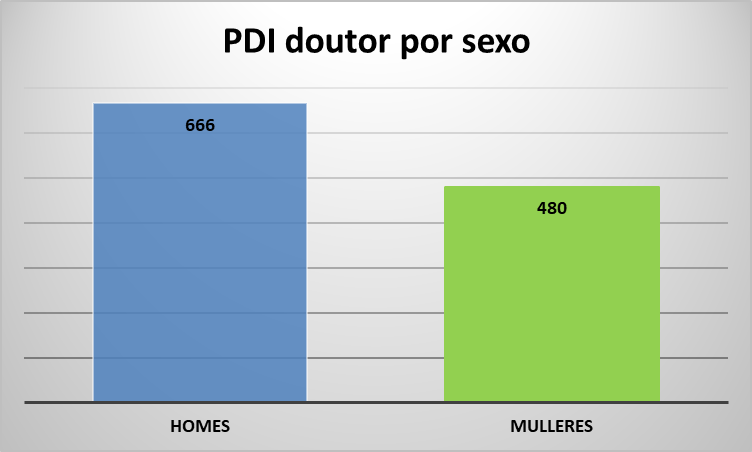 PDI doutor por sexo
666
480
HOMES
MULLERES